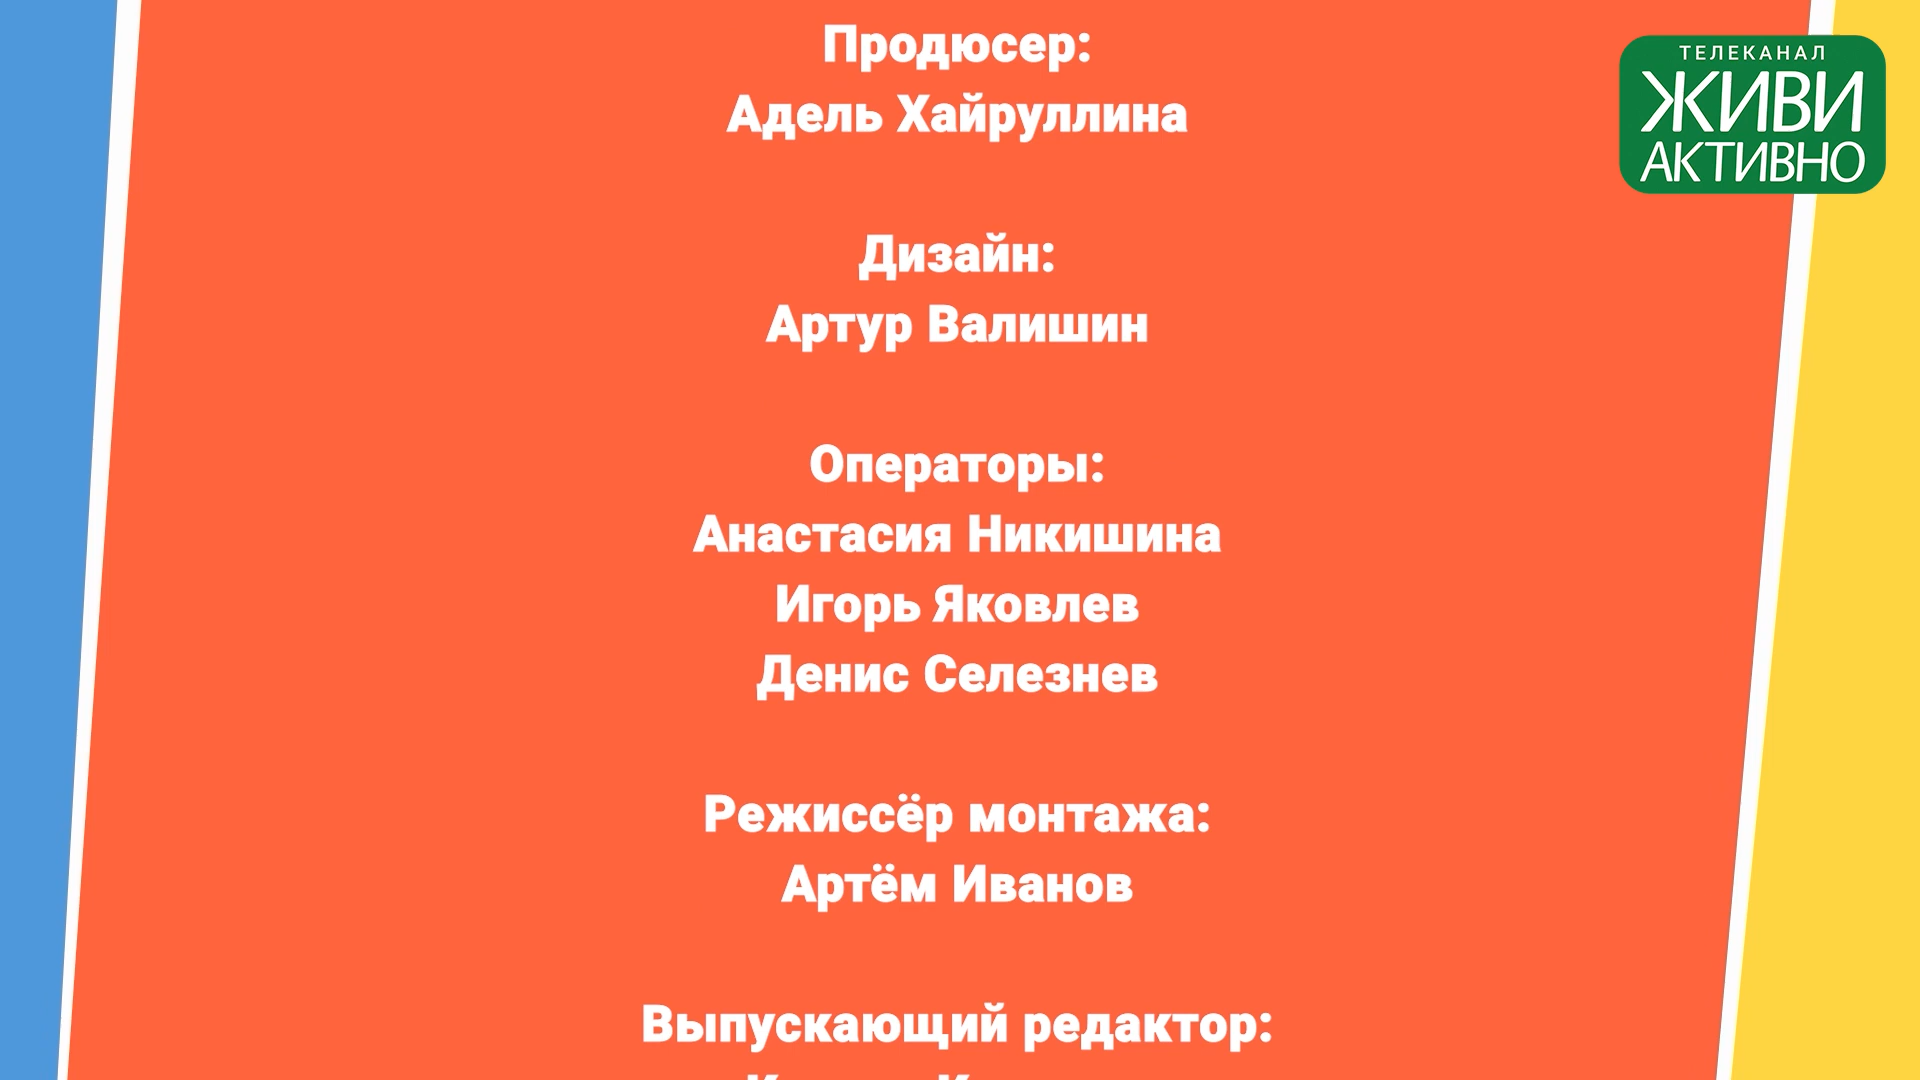 Продюсер:
Адель Хайруллина
Дизайн:
Артур Валишин
Операторы:
Анастасия Никишина
Игорь Яковлев
Денис Селезнев
Режиссёр монтажа:
Артём Иванов
Выпускающий редактор:
ТЕЛЕКАНАЛ
ЖИВИ
АКТИВНО